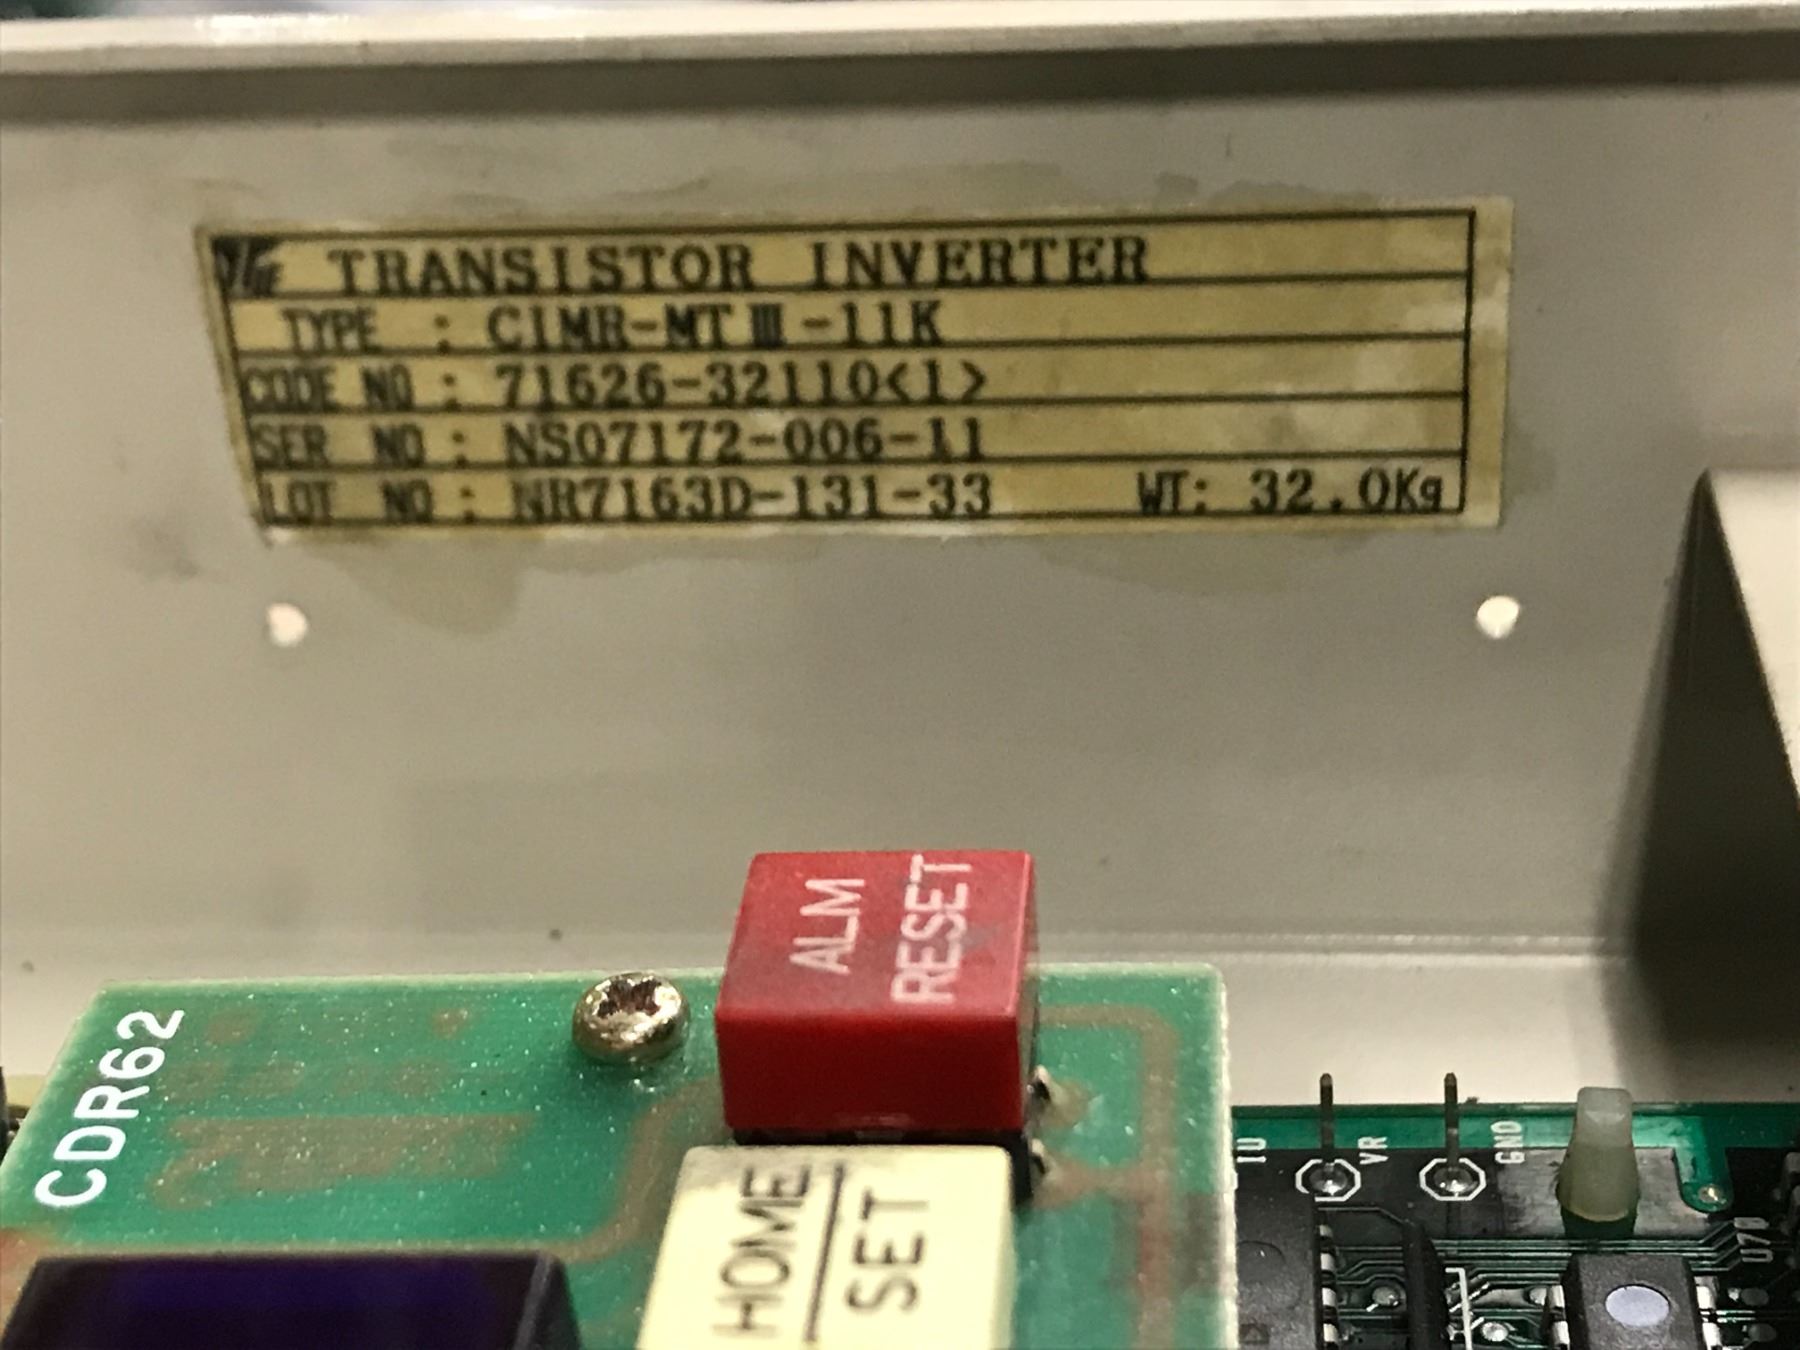 TRANSISTOR INVERTER
TYPE : CIMR-MTⅢ-11K
CODE NO : 71626-32110<1>
SER NO : NS07172-006-11
LOT NO : NR7163D-131-33 WT: 32.0Kg
ALM
RESET
CDR62
HOME
SET
IU
VR
GND